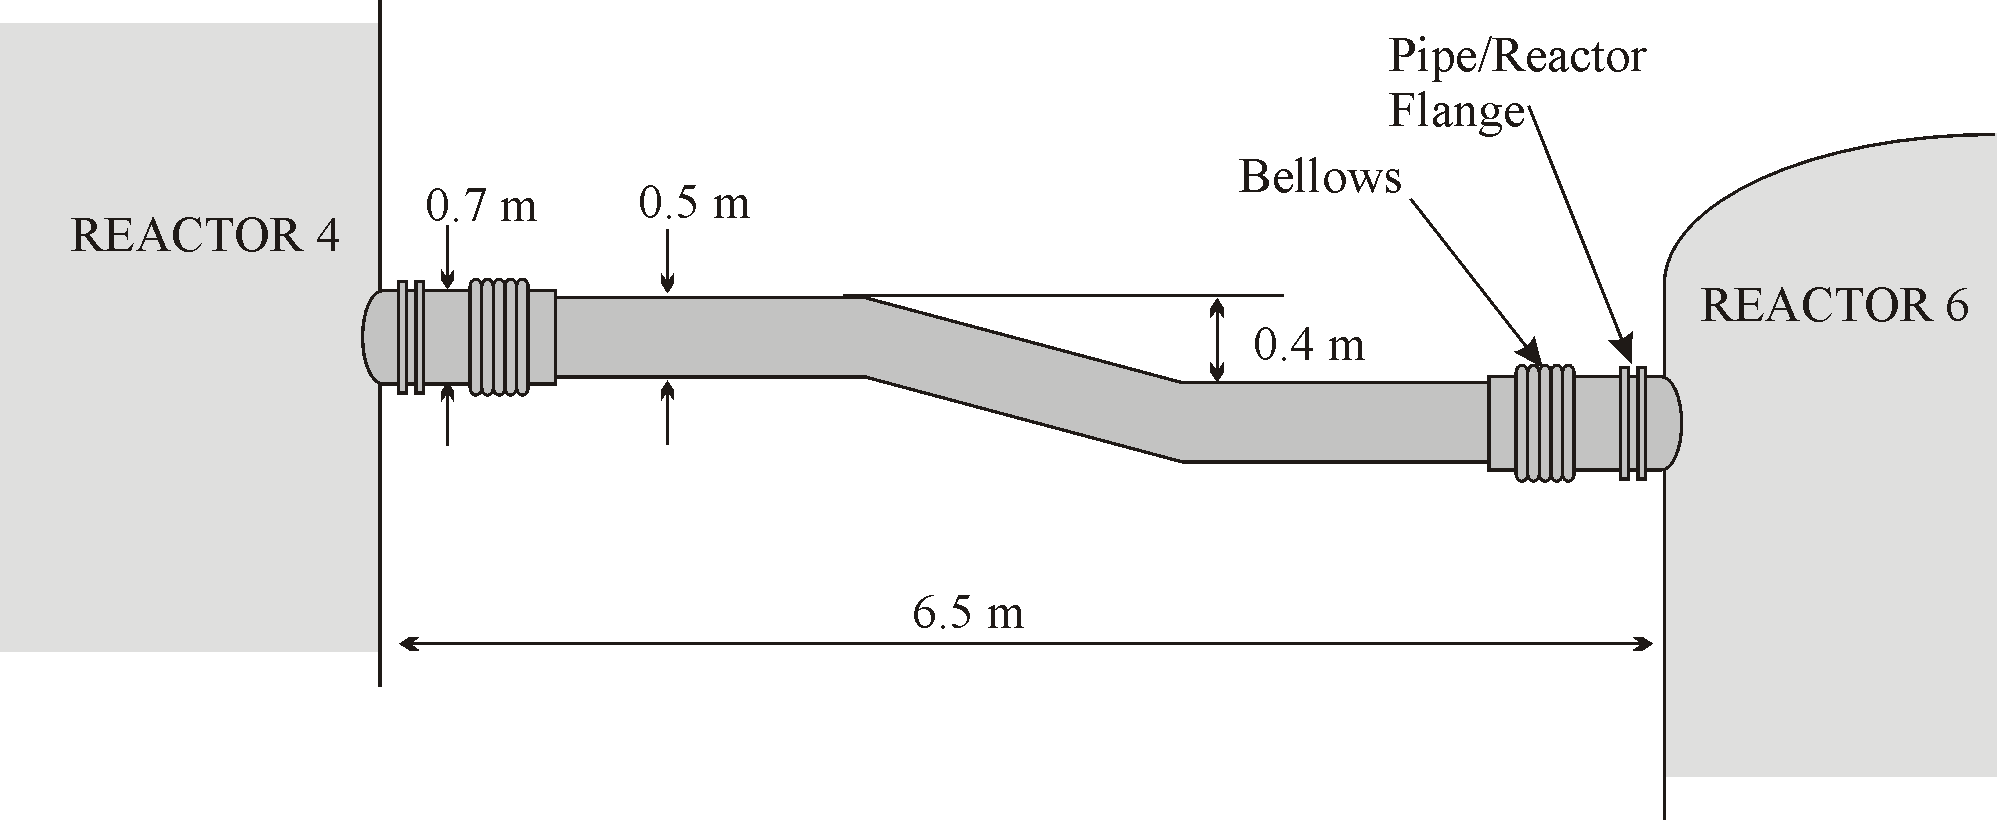 Pipe/Reactor
Flange
Bellows
0.7 m
0.5 m
REACTOR 4
REACTOR 6
0.4 m
6.5 m